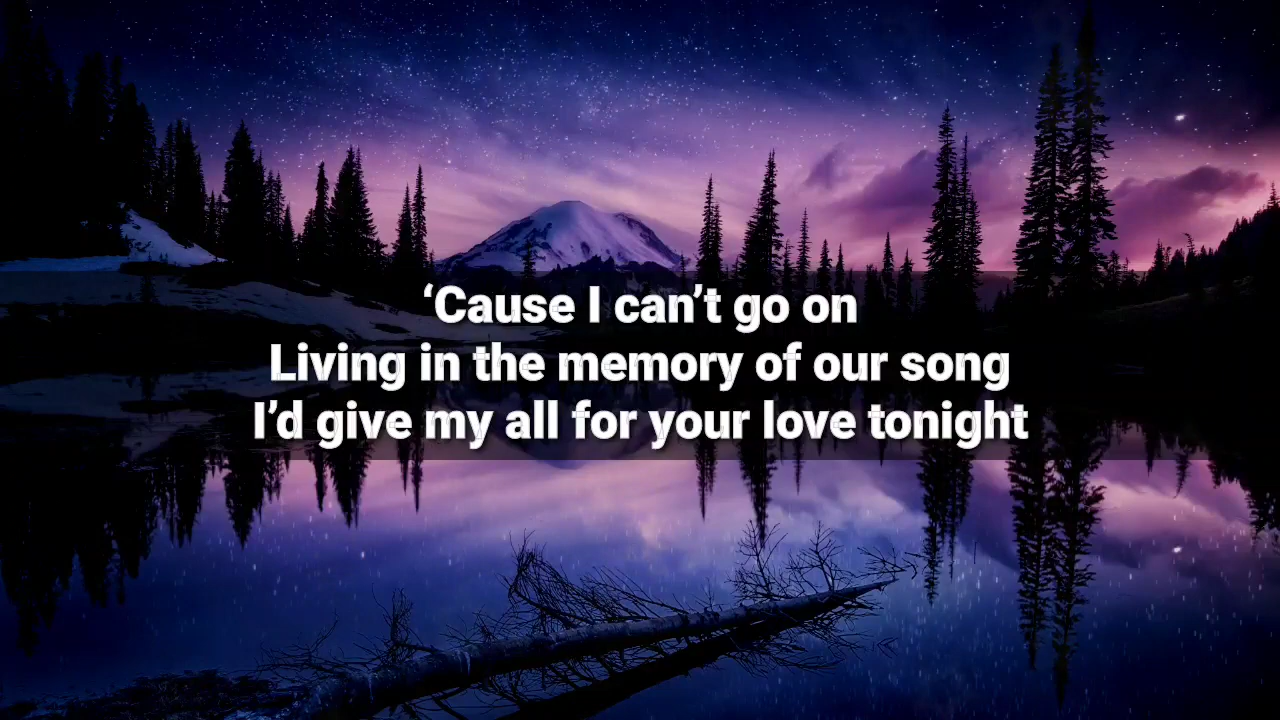 ‘Cause I can’t go on
Living in the memory of our song
I’d give my all for your love tonight